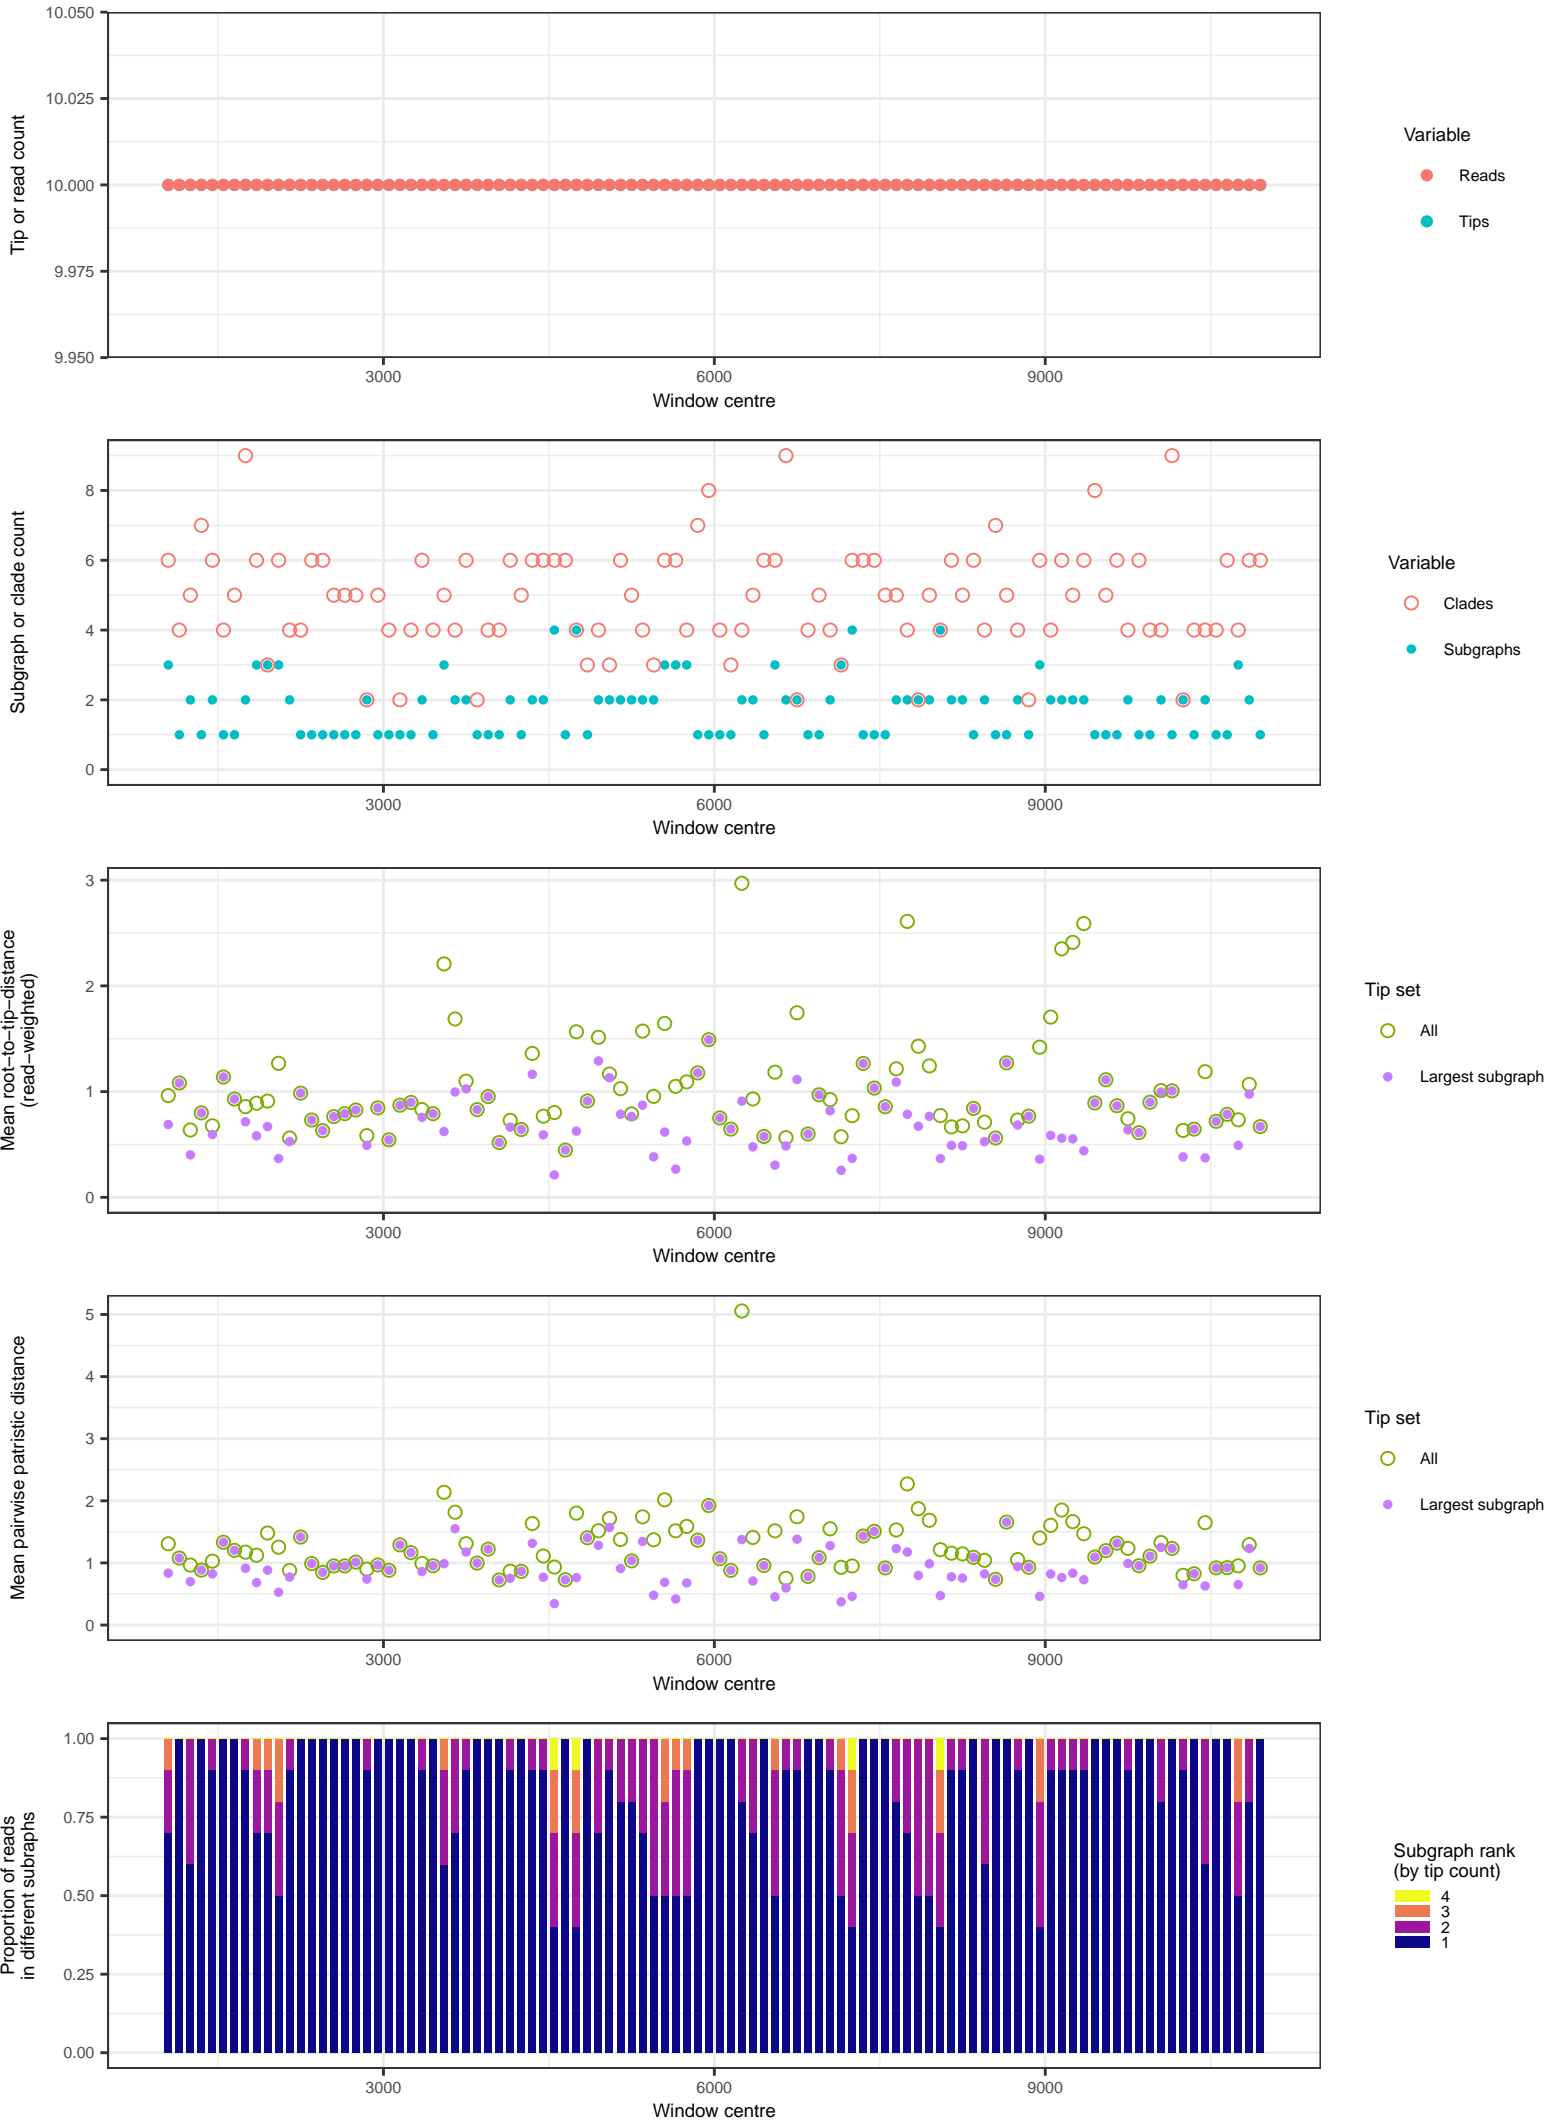 10.050
10.025
10.000
9.975
9.950
Tip or read count
3000
6000
9000
Window centre
Variable
Reads
Tips
8
6
4
2
0
Subgraph or clade count
3000
6000
9000
Window centre
Variable
Clades
Subgraphs
3
2
1
0
Mean root−to−tip−distance
(read−weighted)
3000
6000
9000
Window centre
Tip set
All
Largest subgraph
5
4
3
2
1
0
Mean pairwise patristic distance
3000
6000
9000
Window centre
Tip set
All
Largest subgraph
1.00
0.75
0.50
0.25
0.00
Proportion of reads
in different subraphs
3000
6000
9000
Window centre
Subgraph rank
(by tip count)
4
3
2
1